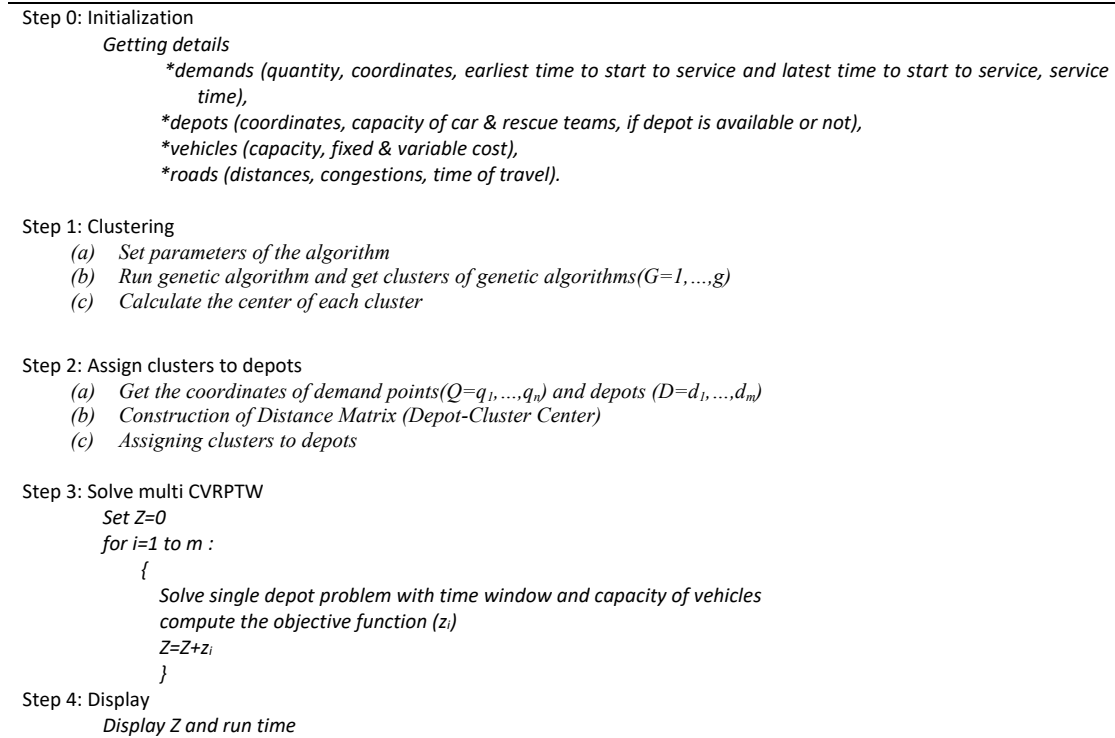 Step 0: Initialization
Getting details
*demands (quantity, coordinates, earliest time to start to service and latest time to start to service, service
time),
*depots (coordinates, capacity of car & rescue teams, if depot is available or not),
*vehicles (capacity, fixed & variable cost),
*roads (distances, congestions, time of travel).
Step 1: Clustering
(a) Set parameters of the algorithm
(b) Run genetic algorithm and get clusters of genetic algorithms(G=1,...,g)
(c) Calculate the center of each cluster
Step 2: Assign clusters to depots
(a) Get the coordinates of demand points(Q=q1,...,qn) and depots (D=d1,...,dm)
(b) Construction of Distance Matrix (Depot-Cluster Center)
(c) Assigning clusters to depots
Step 3: Solve multi CVRPTW
Set Z=0
for i=1 to m :
{
Solve single depot problem with time window and capacity of vehicles
compute the objective function (zi)
Z=Z+zi
}
Step 4: Display
Display Z and run time